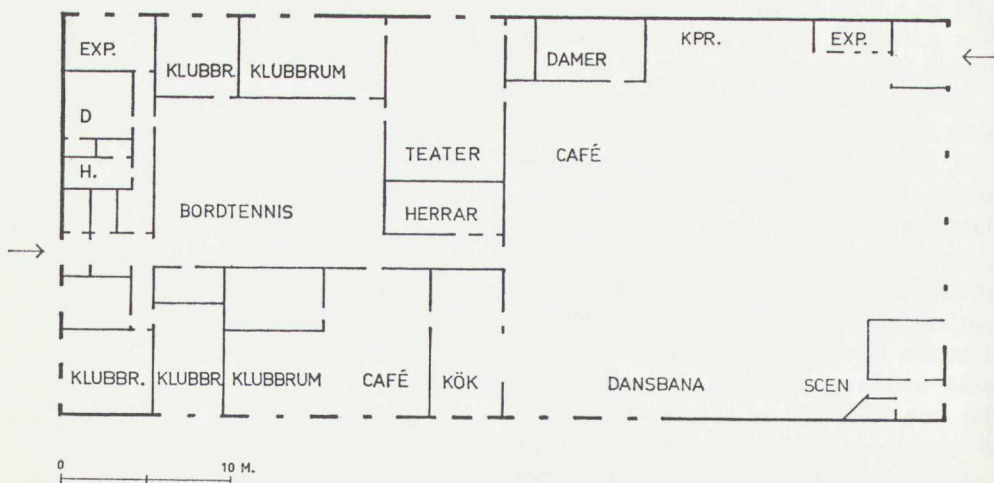 EXP.
KLUBBR.
KLUBBRUM
DAMER
KPR.
EXP.
D
TEATER
CAFÉ
H.
BORDTENNIS
HERRAR
KLUBBR.
KLUBBR.
KLUBBRUM
CAFÉ
KÖK
DANSBANA
SCEN
0 10 M.